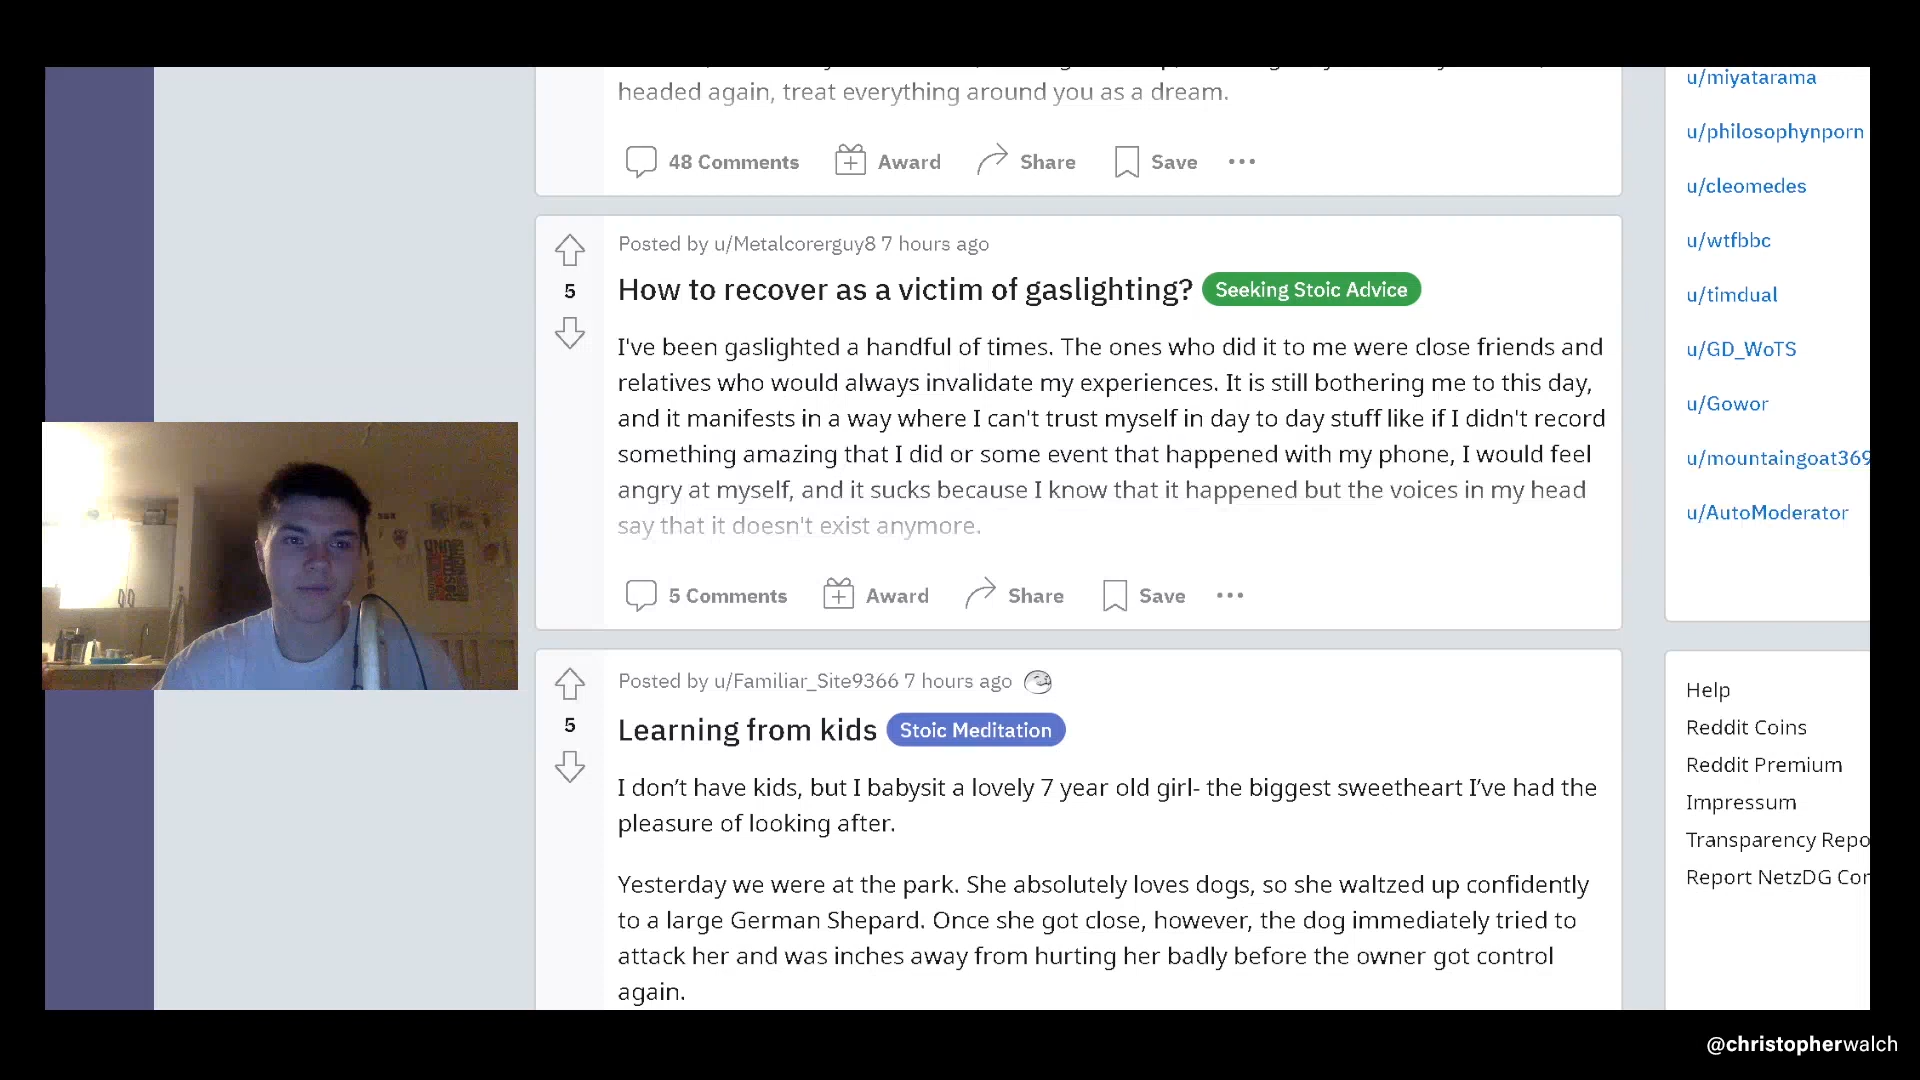 headed again, treat everything around you as a dream.
48 Comments Award Share Save
Posted by u/Metalcorerguy8 7 hours ago
5
How to recover as a victim of gaslighting? Seeking Stoic Advice
I've been gaslighted a handful of times. The ones who did it to me were close friends and
relatives who would always invalidate my experiences. It is still bothering me to this day,
and it manifests in a way where I can't trust myself in day to day stuff like if I didn't record
something amazing that I did or some event that happened with my phone, I would feel
angry at myself, and it sucks because I know that it happened but the voices in my head
say that it doesn't exist anymore.
5 Comments Award Share Save
Posted by u/Familiar_Site9366 7 hours ago
5
Learning from kids Stoic Meditation
I don’t have kids, but I babysit a lovely 7 year old girl- the biggest sweetheart I’ve had the
pleasure of looking after.
Yesterday we were at the park. She absolutely loves dogs, so she waltzed up confidently
to a large German Shepard. Once she got close, however, the dog immediately tried to
attack her and was inches away from hurting her badly before the owner got control
again.
u/miyatarama
u/philosophynporn
u/cleomedes
u/wtfbbc
u/timdual
u/GD_WoTS
u/Gowor
u/mountaingoat369
u/AutoModerator
Help
Reddit Coins
Reddit Premium
Impressum
Transparency Repo
Report NetzDG Cor
@christopherwalch